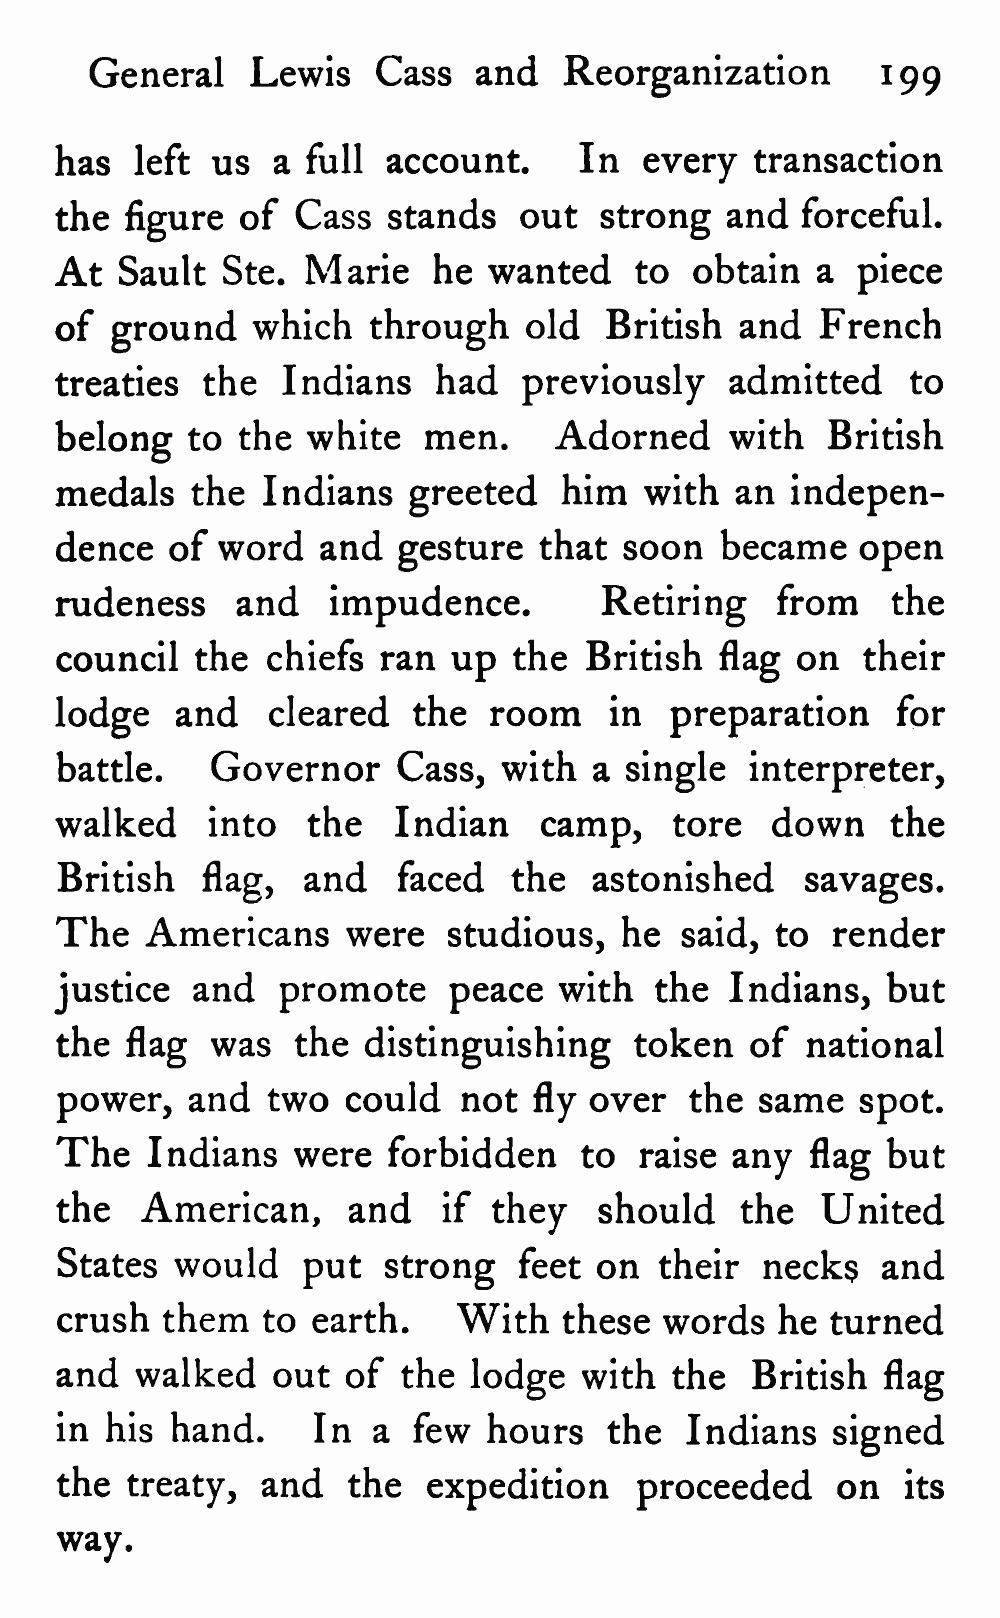 General Lewis Cass and Reorganization 199
has left us a full account. In every transaction
the figure of Cass stands out strong and forceful.
At Sault Ste. Marie he wanted to obtain a piece
of ground which through old British and French
treaties the Indians had previously admitted to
belong to the white men. Adorned with British
medals the Indians greeted him with an indepen-
dence of word and gesture that soon became open
rudeness and impudence. Retiring from the
council the chiefs ran up the British flag on their
lodge and cleared the room in preparation for
battle. Governor Cass, with a single interpreter,
walked into the Indian camp, tore down the
British flag, and faced the astonished savages.
The Americans were studious, he said, to render
justice and promote peace with the Indians, but
the flag was the distinguishing token of national
power, and two could not fly over the same spot.
The Indians were forbidden to raise any flag but
the American, and if they should the United
States would put strong feet on their necks and
crush them to earth. With these words he turned
and walked out of the lodge with the British flag
in his hand. In a few hours the Indians signed
the treaty, and the expedition proceeded on its
way.